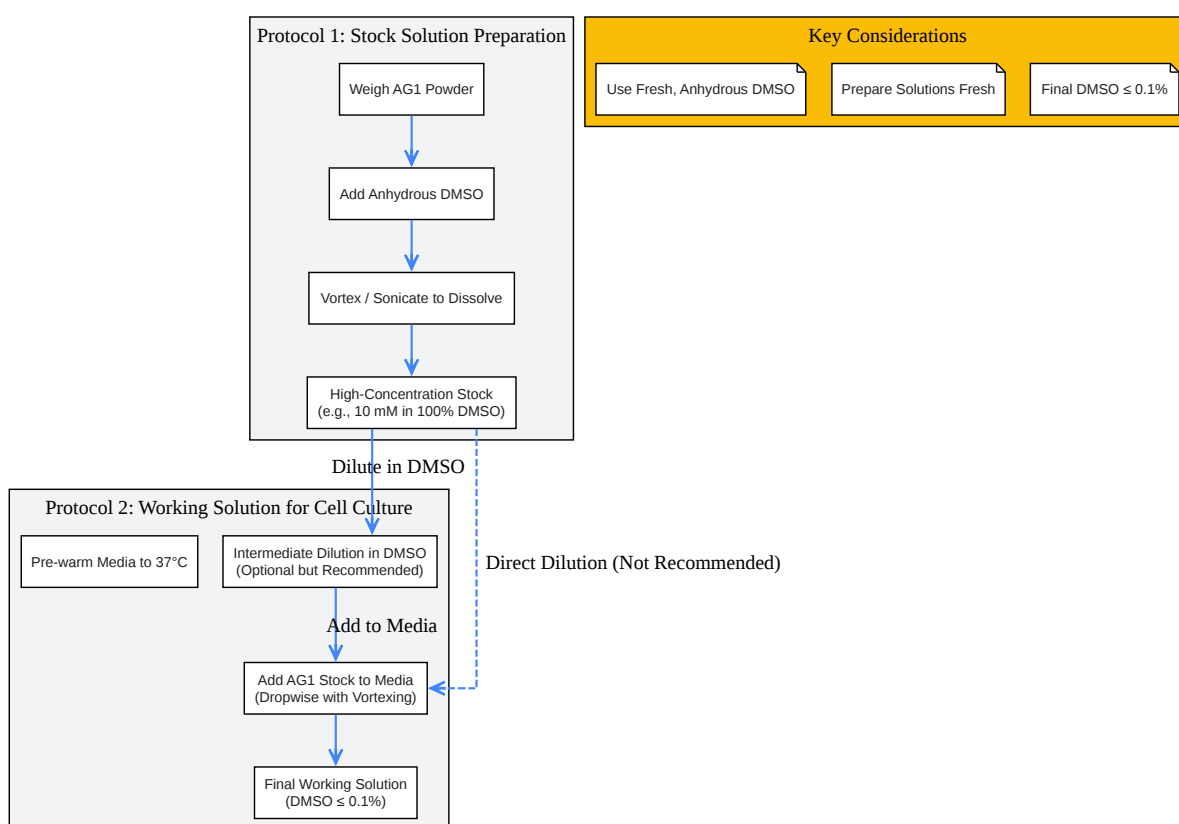 Protocol 1: Stock Solution Preparation
Weigh AG1 Powder
Add Anhydrous DMSO
Vortex / Sonicate to Dissolve
High-Concentration Stock
(e.g., 10 mM in 100% DMSO)
Key Considerations
Use Fresh, Anhydrous DMSO
Prepare Solutions Fresh
Final DMSO ≤ 0.1%
Dilute in DMSO
Protocol 2: Working Solution for Cell Culture
Pre-warm Media to 37°C
Intermediate Dilution in DMSO
(Optional but Recommended)
Direct Dilution (Not Recommended)
Add to Media
Add AG1 Stock to Media
(Dropwise with Vortexing)
Final Working Solution
(DMSO ≤ 0.1%)